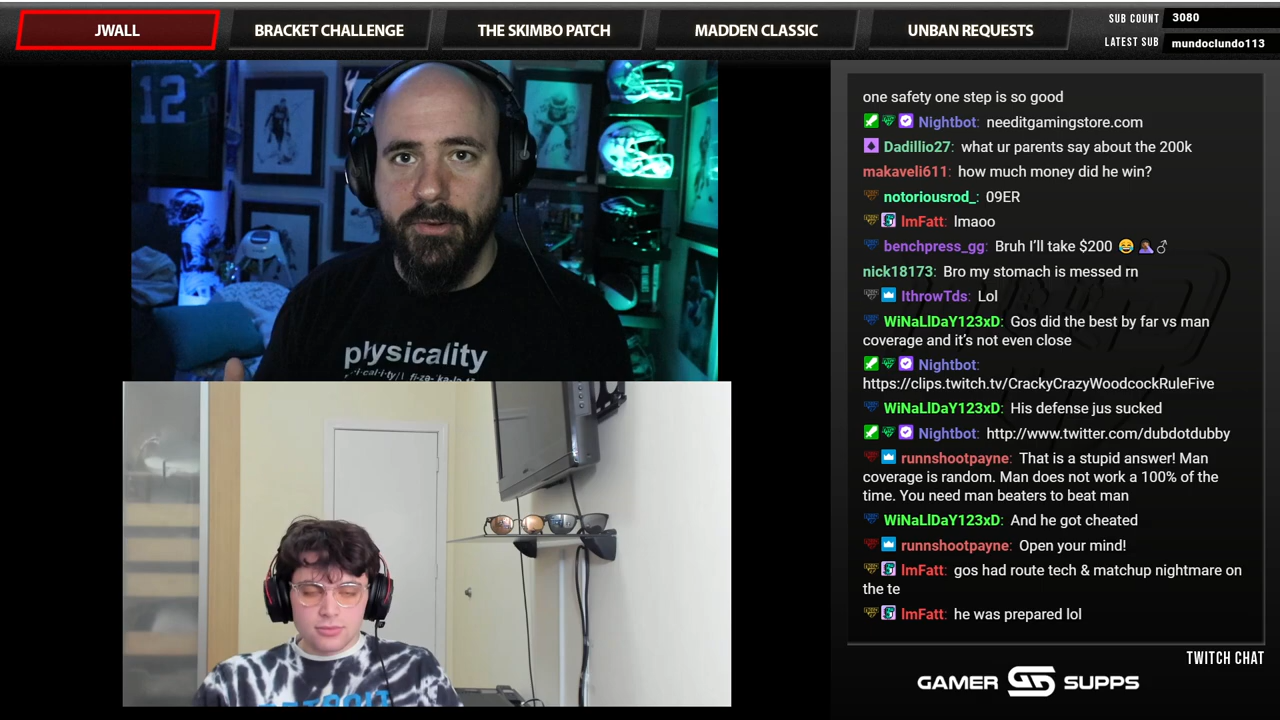 JWALL
BRACKET CHALLENGE
THE SKIMBO PATCH
MADDEN CLASSIC
UNBAN REQUESTS
SUB COUNT 3080
LATEST SUB mundoclundo113
12
physicality
one safety one step is so good
Nightbot: needitgamingstore.com
Dadillio27: what ur parents say about the 200k
makaveli611: how much money did he win?
notoriousrod_: 09ER
ImFatt: lmaoo
benchpress_gg: Bruh I'll take $200 😂 🤦🏾‍♂
nick18173: Bro my stomach is messed rn
IthrowTds: Lol
WiNaLlDaY123xD: Gos did the best by far vs man
coverage and it's not even close
Nightbot:
https://clips.twitch.tv/CrackyCrazyWoodcockRuleFive
WiNaLlDaY123xD: His defense jus sucked
Nightbot: http://www.twitter.com/dubdotdubby
runnshootpayne: That is a stupid answer! Man
coverage is random. Man does not work a 100% of the
time. You need man beaters to beat man
WiNaLlDaY123xD: And he got cheated
runnshootpayne: Open your mind!
ImFatt: gos had route tech & matchup nightmare on
the te
ImFatt: he was prepared lol
TWITCH CHAT
GAMER SUPPS